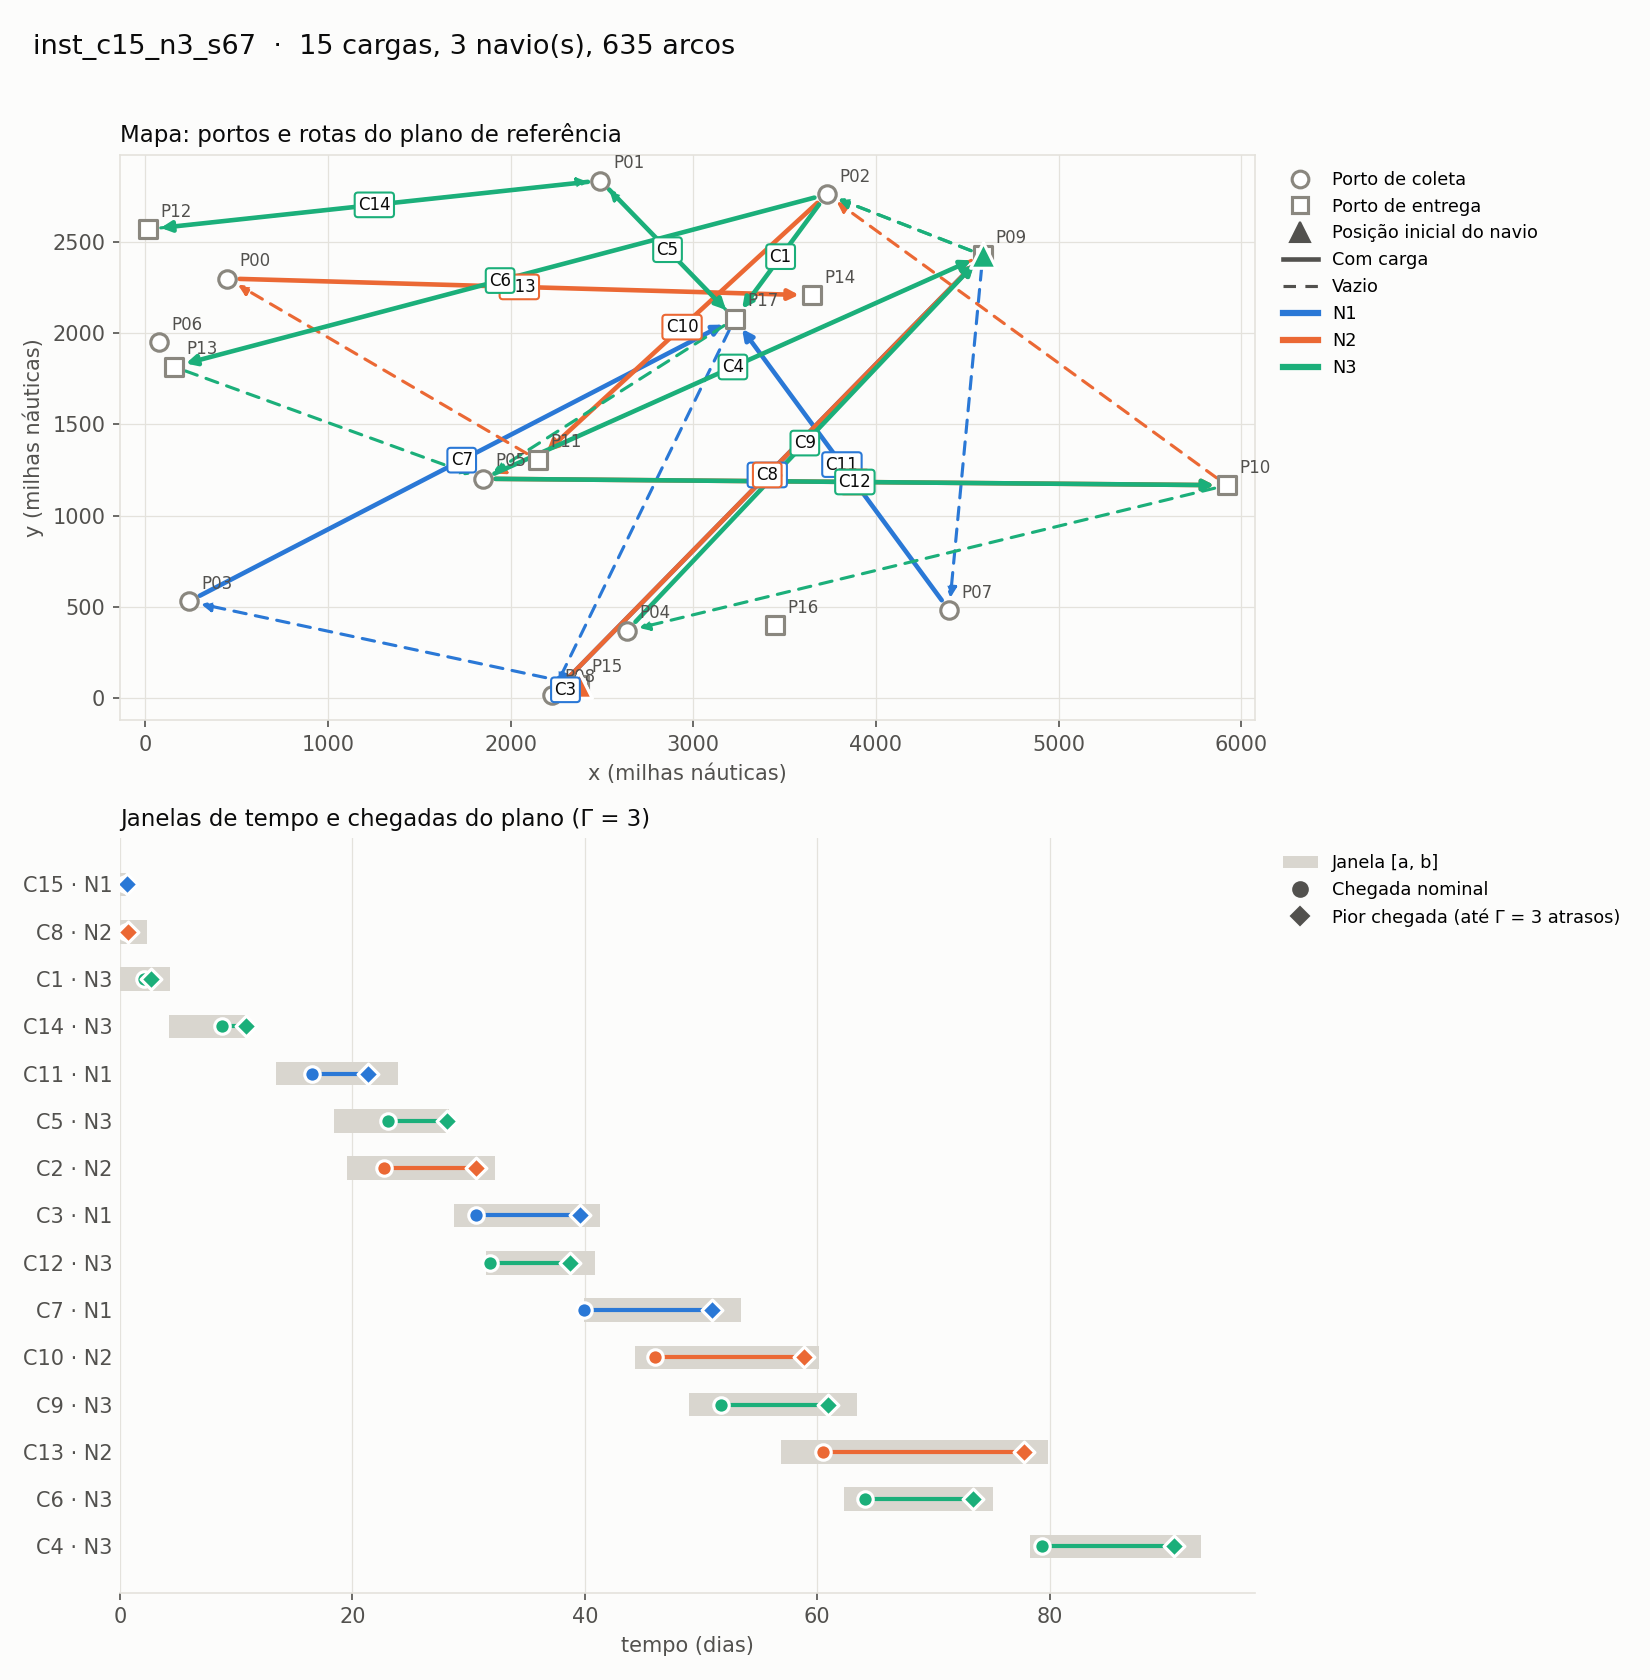 inst_c15_n3_s67 · 15 cargas, 3 navio(s), 635 arcos
Mapa: portos e rotas do plano de referência
P01
P02
P12
P09
P00
P14
P17
P06
P13
P11
P05
P10
P03
P07
P04
P16
P15
P08
C14
C5
C1
C6
13
C10
C4
C7
C9
C11
C8
C12
C3
2500
2000
1500
1000
500
0
0
1000
2000
3000
4000
5000
6000
x (milhas náuticas)
y (milhas náuticas)
Porto de coleta
Porto de entrega
Posição inicial do navio
Com carga
Vazio
N1
N2
N3
Janelas de tempo e chegadas do plano (Γ = 3)
C15 · N1
C8 · N2
C1 · N3
C14 · N3
C11 · N1
C5 · N3
C2 · N2
C3 · N1
C12 · N3
C7 · N1
C10 · N2
C9 · N3
C13 · N2
C6 · N3
C4 · N3
0
20
40
60
80
tempo (dias)
Janela [a, b]
Chegada nominal
Pior chegada (até Γ = 3 atrasos)